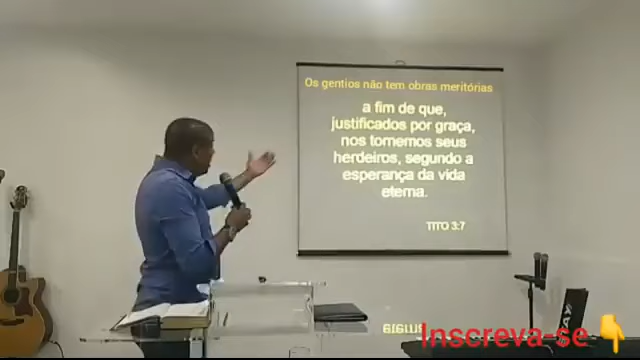 Os gentios não tem obras meritórias
a fim de que,
justificados por graça,
nos tornemos seus
herdeiros, segundo a
esperança da vida
eterna.
TITO 3:7
Inscreva-se